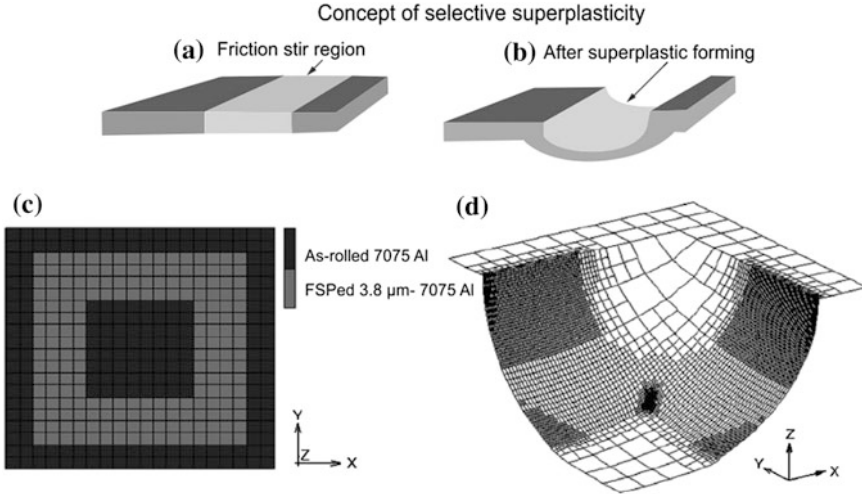 Concept of selective superplasticity
(a)
Friction stir region
(b)
After superplastic forming
(c)
As-rolled 7075 Al
FSPed 3.8 μm- 7075 Al
Y
Z
X
(d)
Z
Y
X